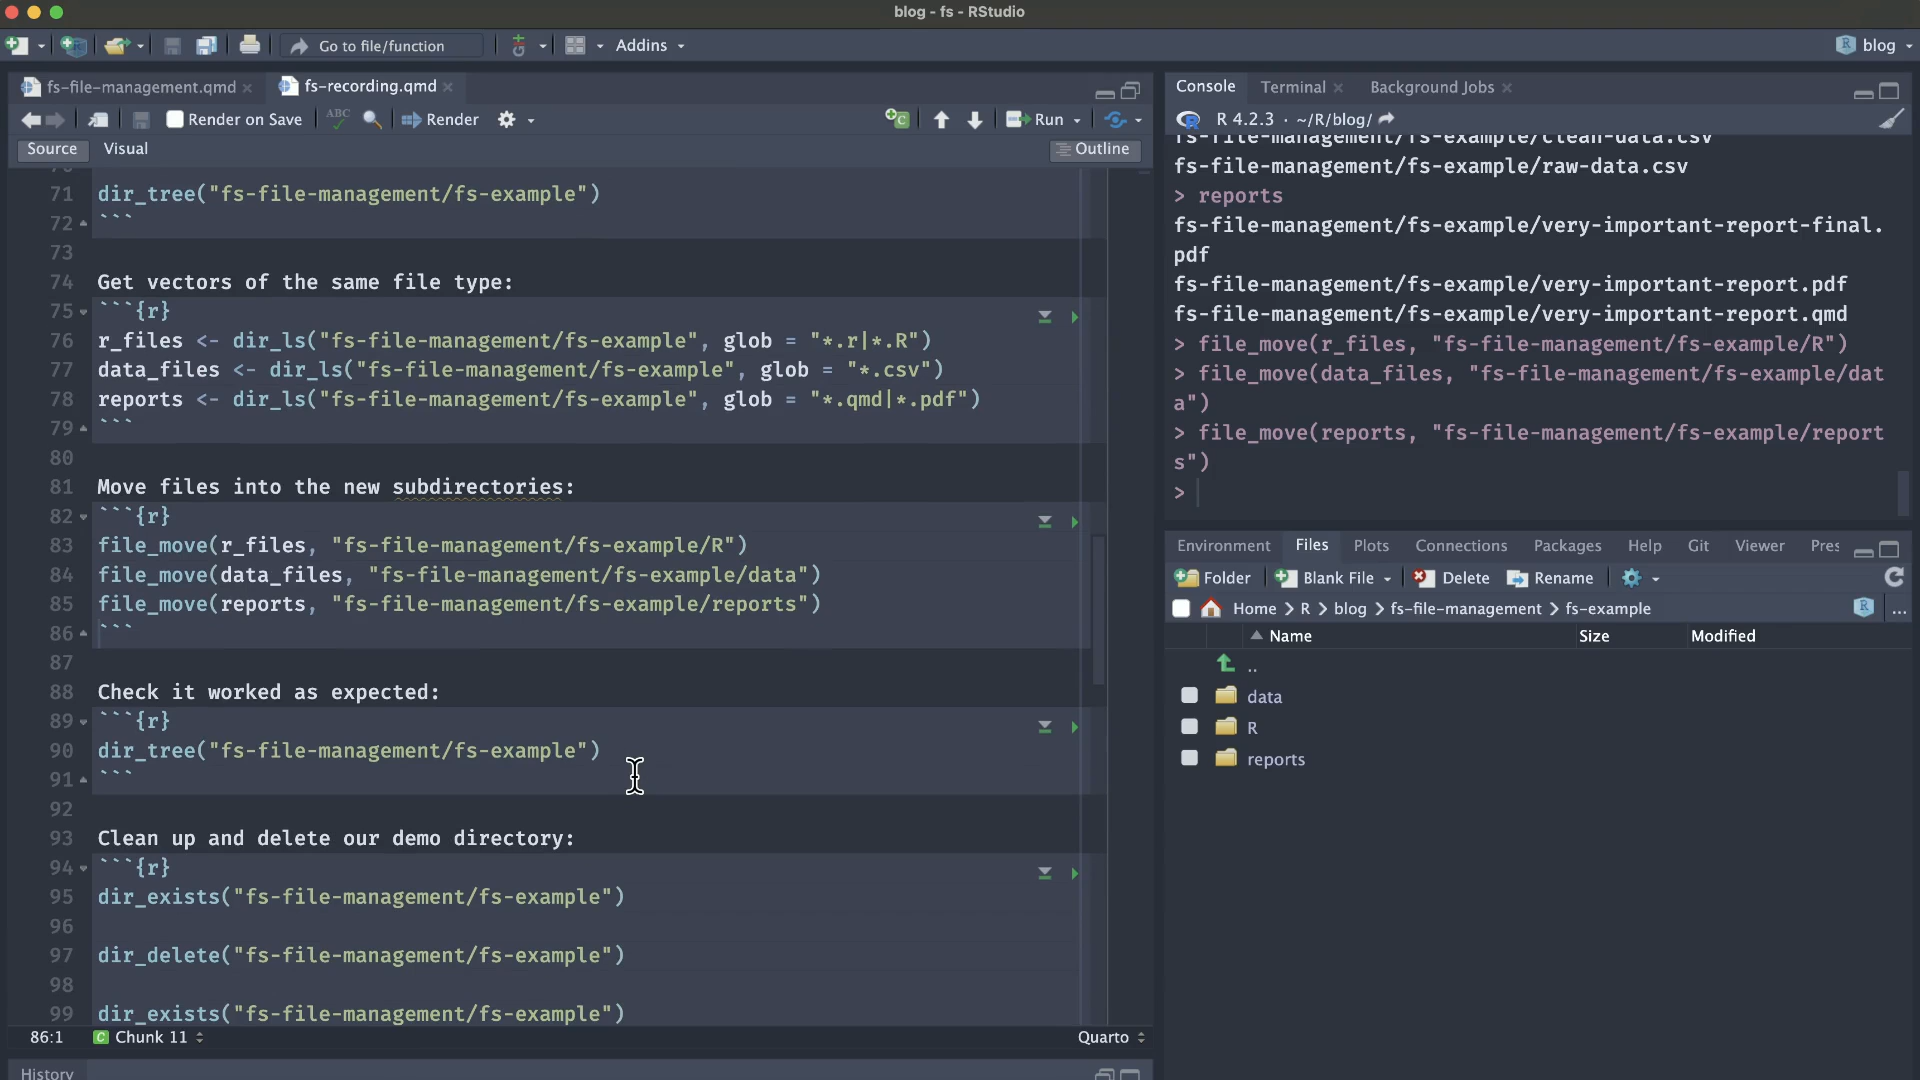 blog - fs - RStudio
Go to file/function
Addins
blog
fs-file-management.qmd
fs-recording.qmd
Render on Save
ABC
Render
Run
Source
Visual
Outline
71 dir_tree("fs-file-management/fs-example")
72 ```
73
74 Get vectors of the same file type:
75 ```{r}
76 r_files <- dir_ls("fs-file-management/fs-example", glob = "*.r|*.R")
77 data_files <- dir_ls("fs-file-management/fs-example", glob = "*.csv")
78 reports <- dir_ls("fs-file-management/fs-example", glob = "*.qmd|*.pdf")
79 ```
80
81 Move files into the new subdirectories:
82 ```{r}
83 file_move(r_files, "fs-file-management/fs-example/R")
84 file_move(data_files, "fs-file-management/fs-example/data")
85 file_move(reports, "fs-file-management/fs-example/reports")
86 ```
87
88 Check it worked as expected:
89 ```{r}
90 dir_tree("fs-file-management/fs-example")
91 ```
92
93 Clean up and delete our demo directory:
94 ```{r}
95 dir_exists("fs-file-management/fs-example")
96
97 dir_delete("fs-file-management/fs-example")
98
99 dir_exists("fs-file-management/fs-example")
86:1 C Chunk 11
Quarto
History
Console
Terminal
Background Jobs
R 4.2.3 · ~/R/blog/
fs-file-management/fs-example/clean-data.csv
fs-file-management/fs-example/raw-data.csv
> reports
fs-file-management/fs-example/very-important-report-final.
pdf
fs-file-management/fs-example/very-important-report.pdf
fs-file-management/fs-example/very-important-report.qmd
> file_move(r_files, "fs-file-management/fs-example/R")
> file_move(data_files, "fs-file-management/fs-example/dat
a")
> file_move(reports, "fs-file-management/fs-example/report
s")
>
Environment
Files
Plots
Connections
Packages
Help
Git
Viewer
Pres
Folder
Blank File
Delete
Rename
Home > R > blog > fs-file-management > fs-example
...
Name
Size
Modified
..
data
R
reports